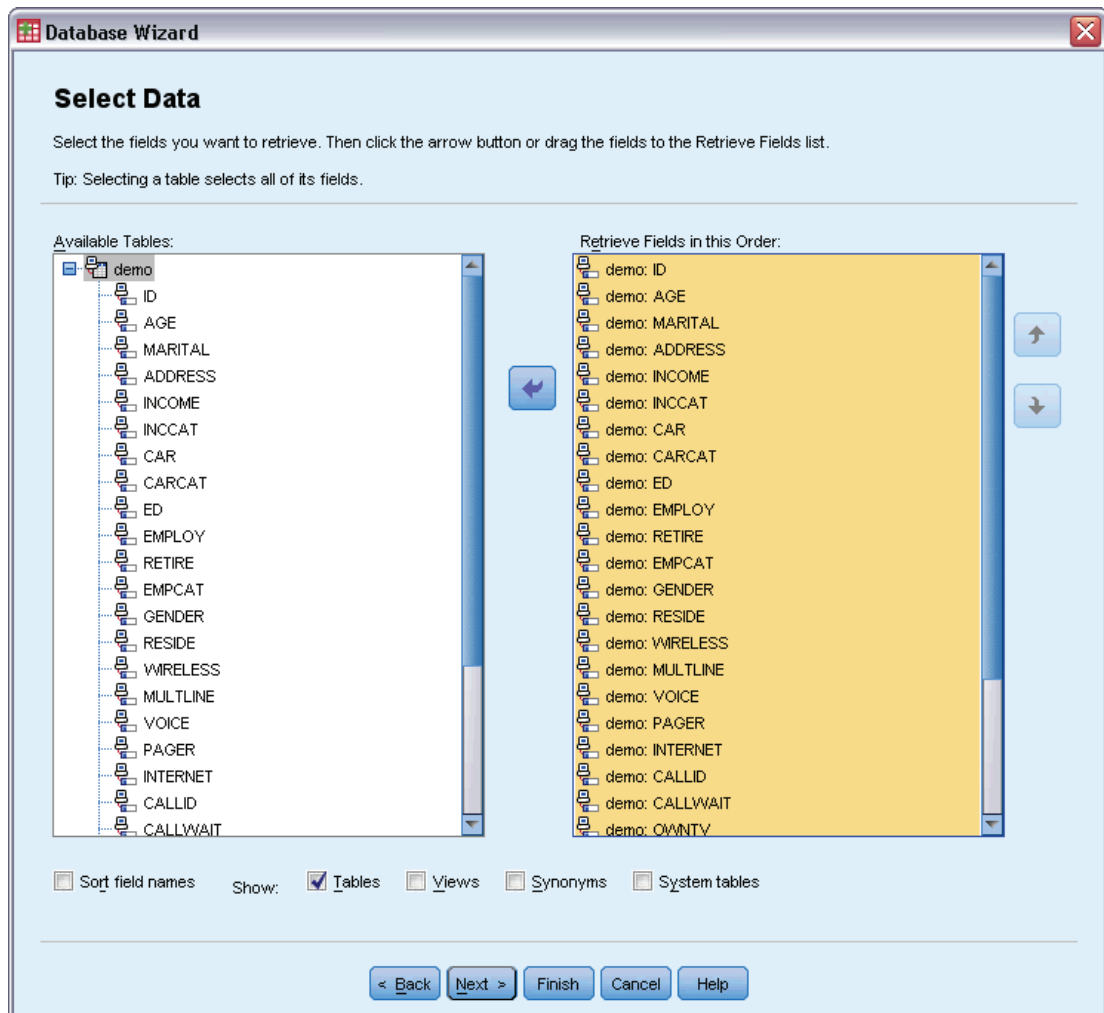 Database Wizard
Select Data
Select the fields you want to retrieve. Then click the arrow button or drag the fields to the Retrieve Fields list.
Tip: Selecting a table selects all of its fields.
Available Tables:
demo
ID
AGE
MARITAL
ADDRESS
INCOME
INCCAT
CAR
CARCAT
ED
EMPLOY
RETIRE
EMPCAT
GENDER
RESIDE
WIRELESS
MULTLINE
VOICE
PAGER
INTERNET
CALLID
CALLWAIT
Retrieve Fields in this Order:
demo: ID
demo: AGE
demo: MARITAL
demo: ADDRESS
demo: INCOME
demo: INCCAT
demo: CAR
demo: CARCAT
demo: ED
demo: EMPLOY
demo: RETIRE
demo: EMPCAT
demo: GENDER
demo: RESIDE
demo: WIRELESS
demo: MULTLINE
demo: VOICE
demo: PAGER
demo: INTERNET
demo: CALLID
demo: CALLWAIT
demo: OWNTV
Sort field names Show: Tables Views Synonyms System tables
< Back Next > Finish Cancel Help